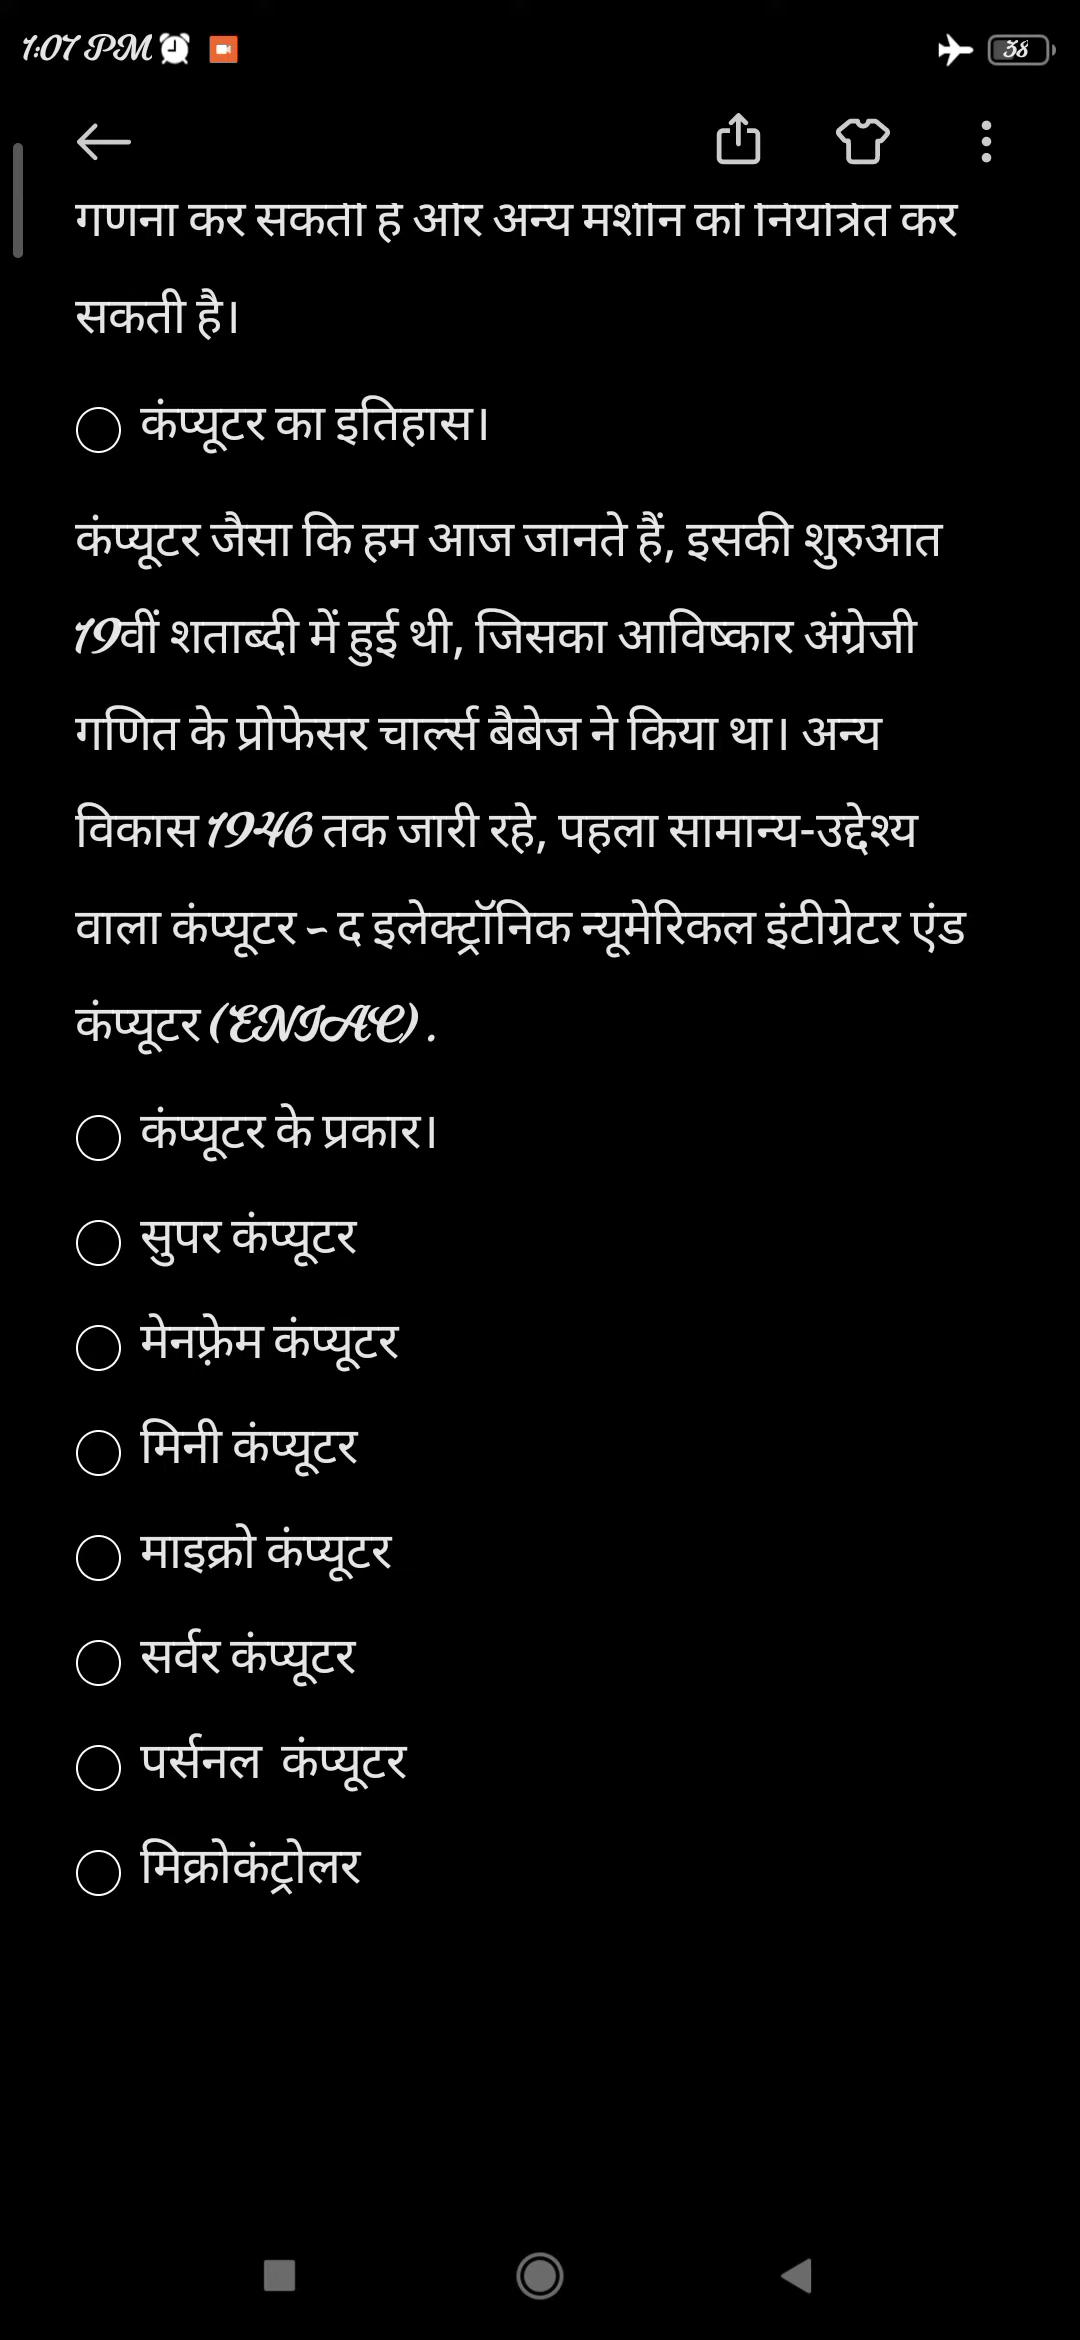 1:07 PM
38
गणना कर सकती है और अन्य मशीन को नियंत्रित कर
सकती है।
कंप्यूटर का इतिहास।
कंप्यूटर जैसा कि हम आज जानते हैं, इसकी शुरुआत
19वीं शताब्दी में हुई थी, जिसका आविष्कार अंग्रेजी
गणित के प्रोफेसर चार्ल्स बैबेज ने किया था। अन्य
विकास 1946 तक जारी रहे, पहला सामान्य-उद्देश्य
वाला कंप्यूटर - द इलेक्ट्रॉनिक न्यूमेरिकल इंटीग्रेटर एंड
कंप्यूटर (ENIAC) .
कंप्यूटर के प्रकार।
सुपर कंप्यूटर
मेनफ़्रेम कंप्यूटर
मिनी कंप्यूटर
माइक्रो कंप्यूटर
सर्वर कंप्यूटर
पर्सनल कंप्यूटर
मिक्रोकंट्रोलर